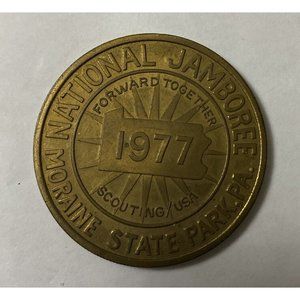 NATIONAL JAMBOREE
FORWARD TOGETHER
1977
SCOUTING/USA
MORAINE STATE PARK, PA.